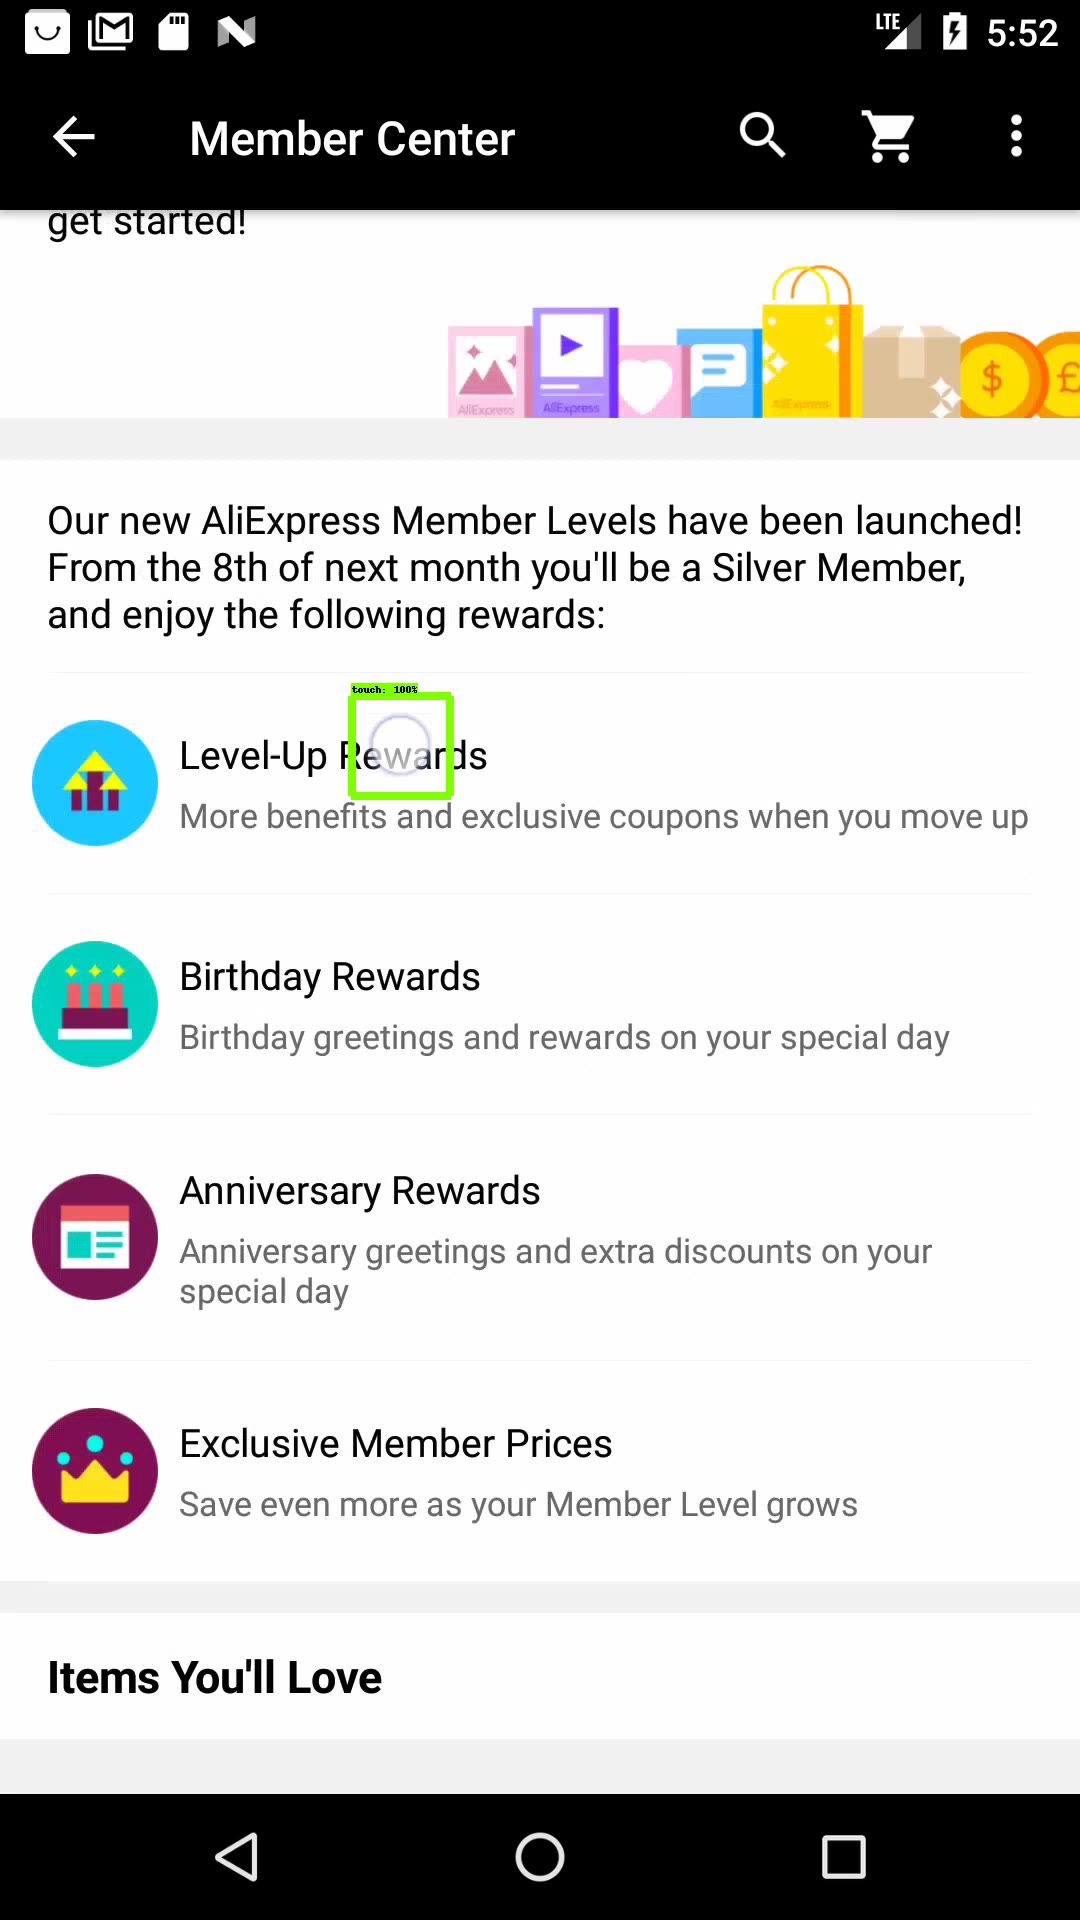 LTE 5:52
Member Center
get started!
AliExpress
AliExpress
AliExpress
$
£
Our new AliExpress Member Levels have been launched!
From the 8th of next month you'll be a Silver Member,
and enjoy the following rewards:
touch: 100%
Level-Up Rewards
More benefits and exclusive coupons when you move up
Birthday Rewards
Birthday greetings and rewards on your special day
Anniversary Rewards
Anniversary greetings and extra discounts on your
special day
Exclusive Member Prices
Save even more as your Member Level grows
Items You'll Love